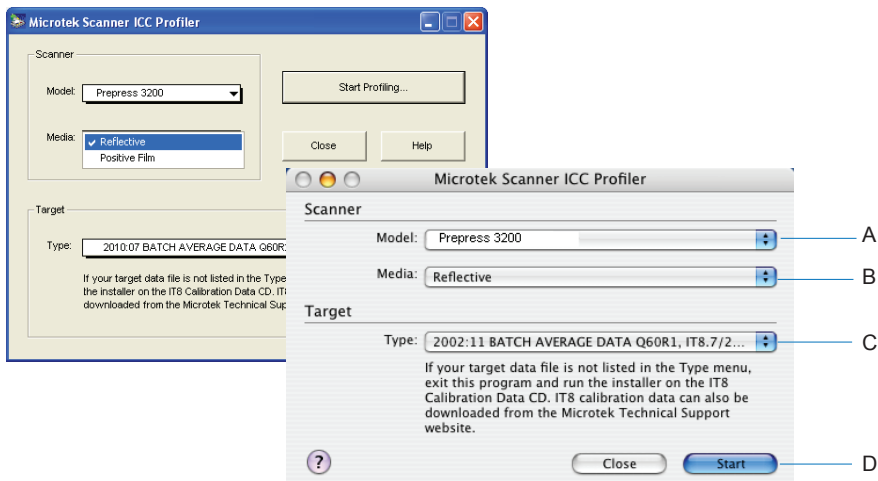 Microtek Scanner ICC Profiler
Scanner
Model: Prepress 3200
Start Profiling...
Media: Reflective
Positive Film
Close
Help
Target
Type: 2010:07 BATCH AVERAGE DATA Q60R
If your target data file is not listed in the Type
the installer on the IT8 Calibration Data CD.
downloaded from the Microtek Technical
Microtek Scanner ICC Profiler
Scanner
Model: Prepress 3200
A
Media: Reflective
B
Target
Type: 2002:11 BATCH AVERAGE DATA Q60R1, IT8.7/2...
C
If your target data file is not listed in the Type menu,
exit this program and run the installer on the IT8
Calibration Data CD. IT8 calibration data can also be
downloaded from the Microtek Technical Support
website.
?
Close
Start
D